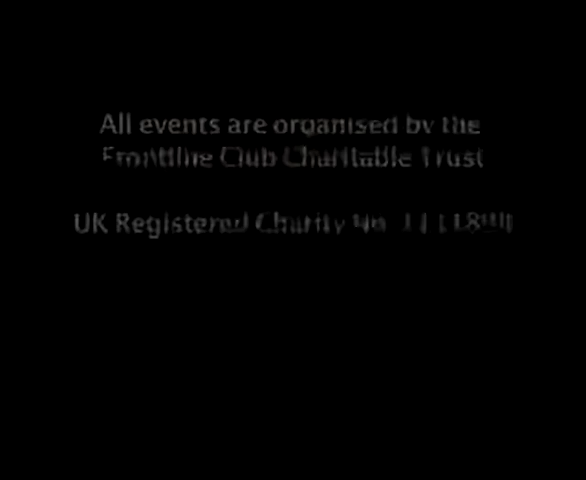 All events are organised by the
Frontline Club Charitable Trust
UK Registered Charity No.